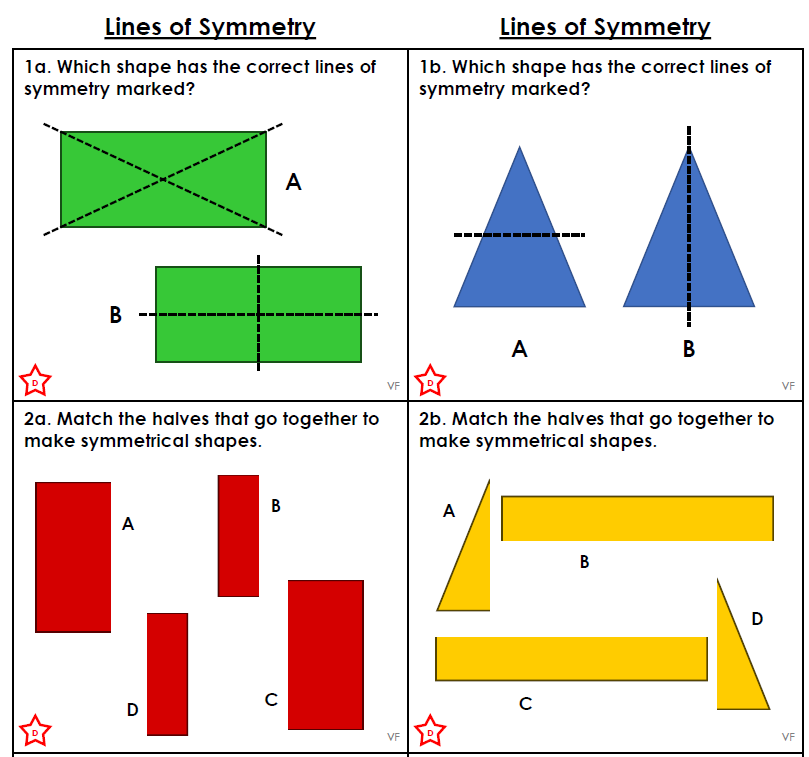 Lines of Symmetry
1a. Which shape has the correct lines of
symmetry marked?
A
B
D
VF
Lines of Symmetry
1b. Which shape has the correct lines of
symmetry marked?
A
B
D
VF
2a. Match the halves that go together to
make symmetrical shapes.
A
B
D
C
D
VF
2b. Match the halves that go together to
make symmetrical shapes.
A
B
D
C
D
VF